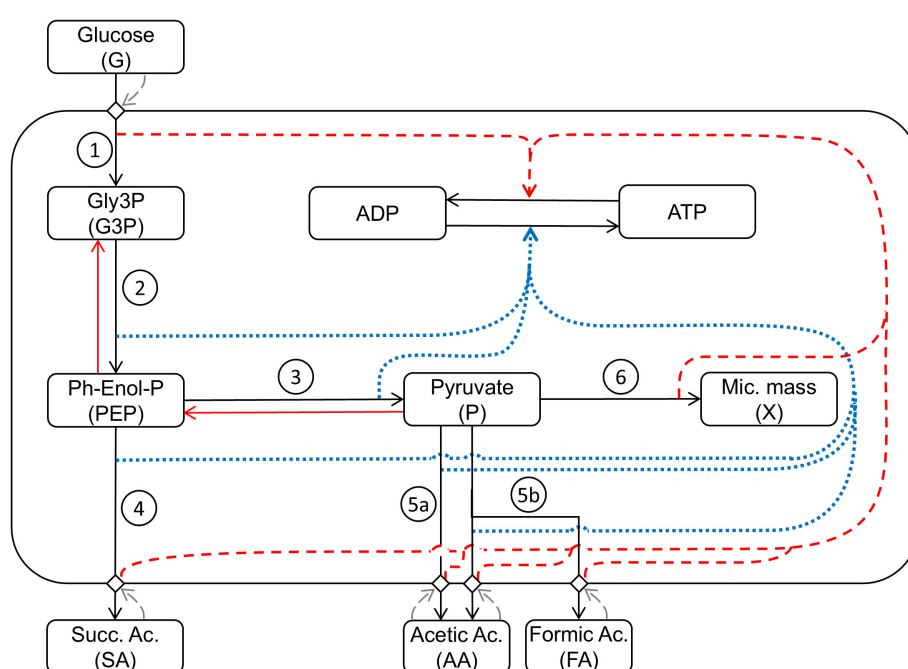 Glucose
(G)
1
Gly3P
(G3P)
ADP
ATP
2
3
6
Ph-Enol-P
(PEP)
Pyruvate
(P)
Mic. mass
(X)
4
5a
5b
Succ. Ac.
(SA)
Acetic Ac.
(AA)
Formic Ac.
(FA)